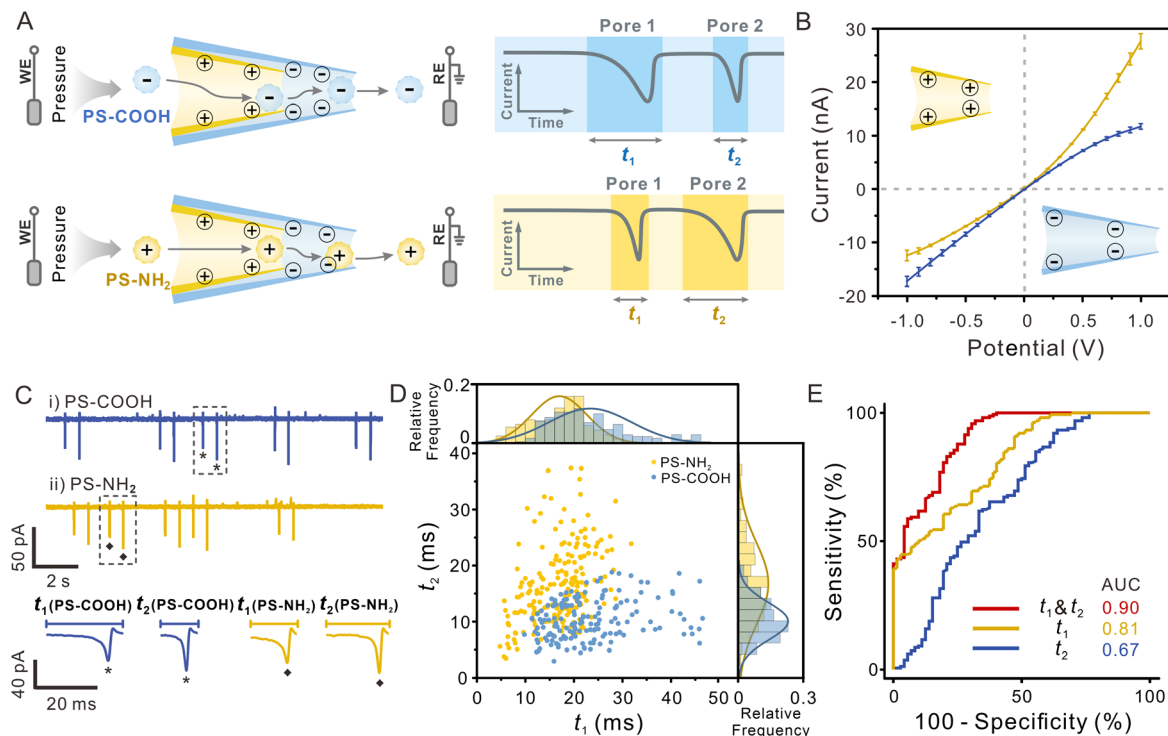 A
WE
Pressure
PS-COOH
RE
Pore 1 Pore 2
Current
Time
t₁ t₂
WE
Pressure
PS-NH₂
RE
Pore 1 Pore 2
Current
Time
t₁ t₂
B
Current (nA)
30
20
10
0
-10
-20
-1.0 -0.5 0 0.5 1.0
Potential (V)
C
i) PS-COOH
* *
ii) PS-NH₂
50 pA
2 s
t₁(PS-COOH) t₂(PS-COOH) t₁(PS-NH₂) t₂(PS-NH₂)
* *
40 pA
20 ms
D
Relative
Frequency
0.2
0
PS-NH₂
PS-COOH
t₂ (ms)
40
35
30
25
20
15
10
5
0
0 10 20 30 40 50
t₁ (ms)
0 0.3
Relative
Frequency
E
Sensitivity (%)
100
50
0
AUC
t₁ & t₂ 0.90
t₁ 0.81
t₂ 0.67
0 50 100
100 - Specificity (%)